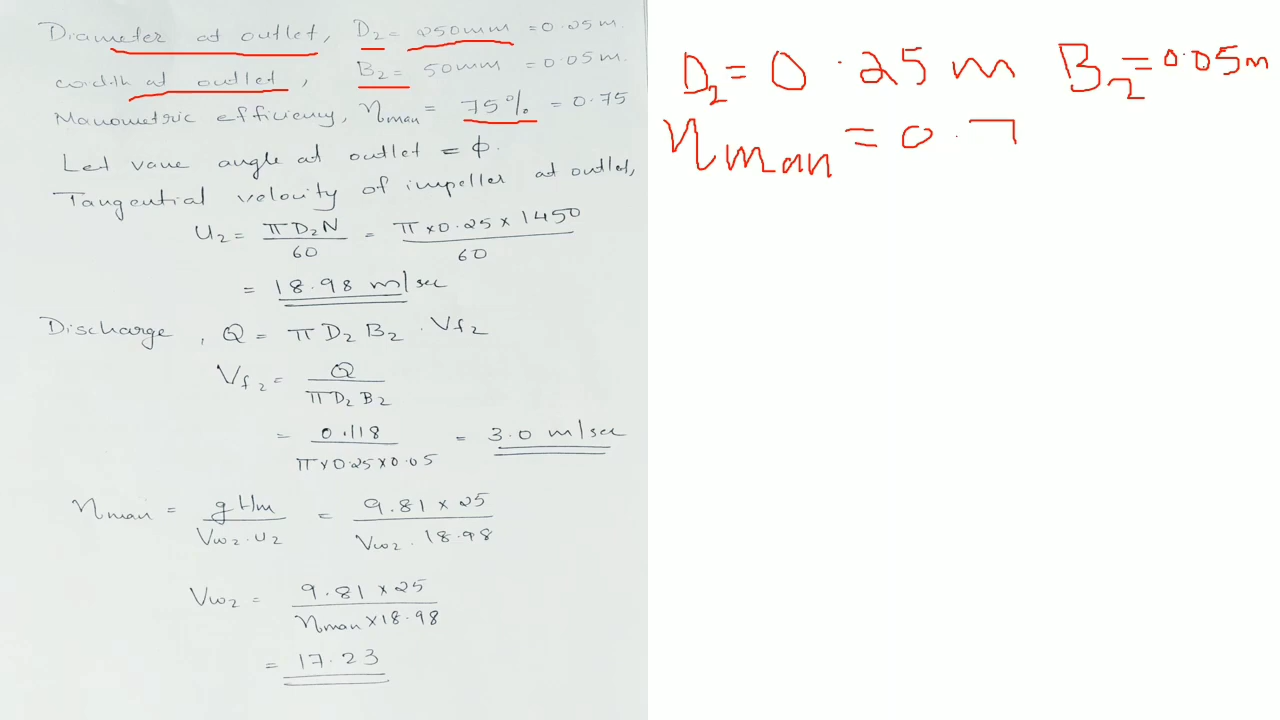 Diameter at outlet, D₂ = 250mm = 0.25m.
width at outlet, B₂ = 50mm = 0.05m.
Manometric efficiency, ηman = 75% = 0.75
Let vane angle at outlet = ϕ.
Tangential velocity of impeller at outlet,
U₂ = πD₂N/60 = π×0.25×1450/60
= 18.98 m/sec
Discharge, Q = πD₂B₂.Vf₂
Vf₂ = Q/πD₂B₂
= 0.118/π×0.25×0.05 = 3.0 m/sec
ηman = gHm/Vw₂.u₂ = 9.81×25/Vw₂.18.98
Vw₂ = 9.81×25/ηman×18.98
= 17.23
D₂ = 0.25m B₂ = 0.05m
ηman = 0.7